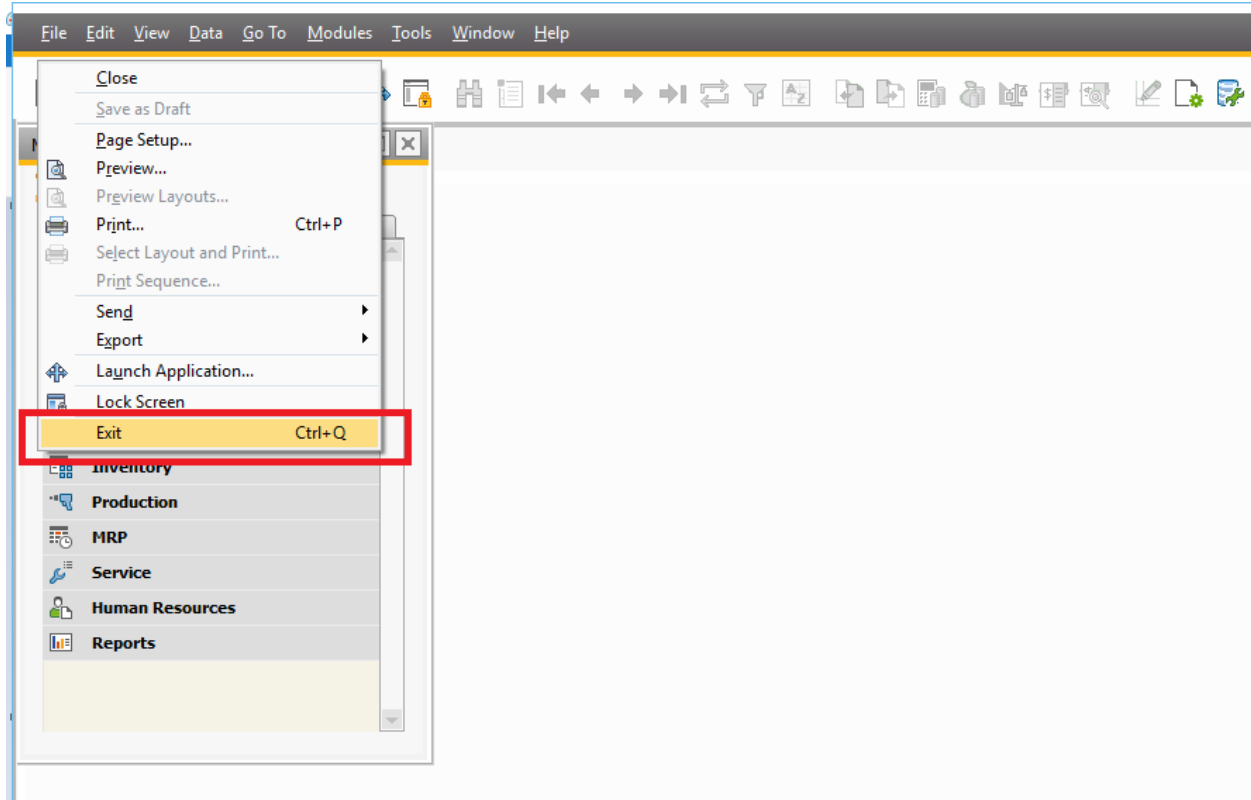 File Edit View Data Go To Modules Tools Window Help
Close
Save as Draft
Page Setup...
Preview...
Preview Layouts...
Print... Ctrl+P
Select Layout and Print...
Print Sequence...
Send
Export
Launch Application...
Lock Screen
Exit Ctrl+Q
Inventory
Production
MRP
Service
Human Resources
Reports